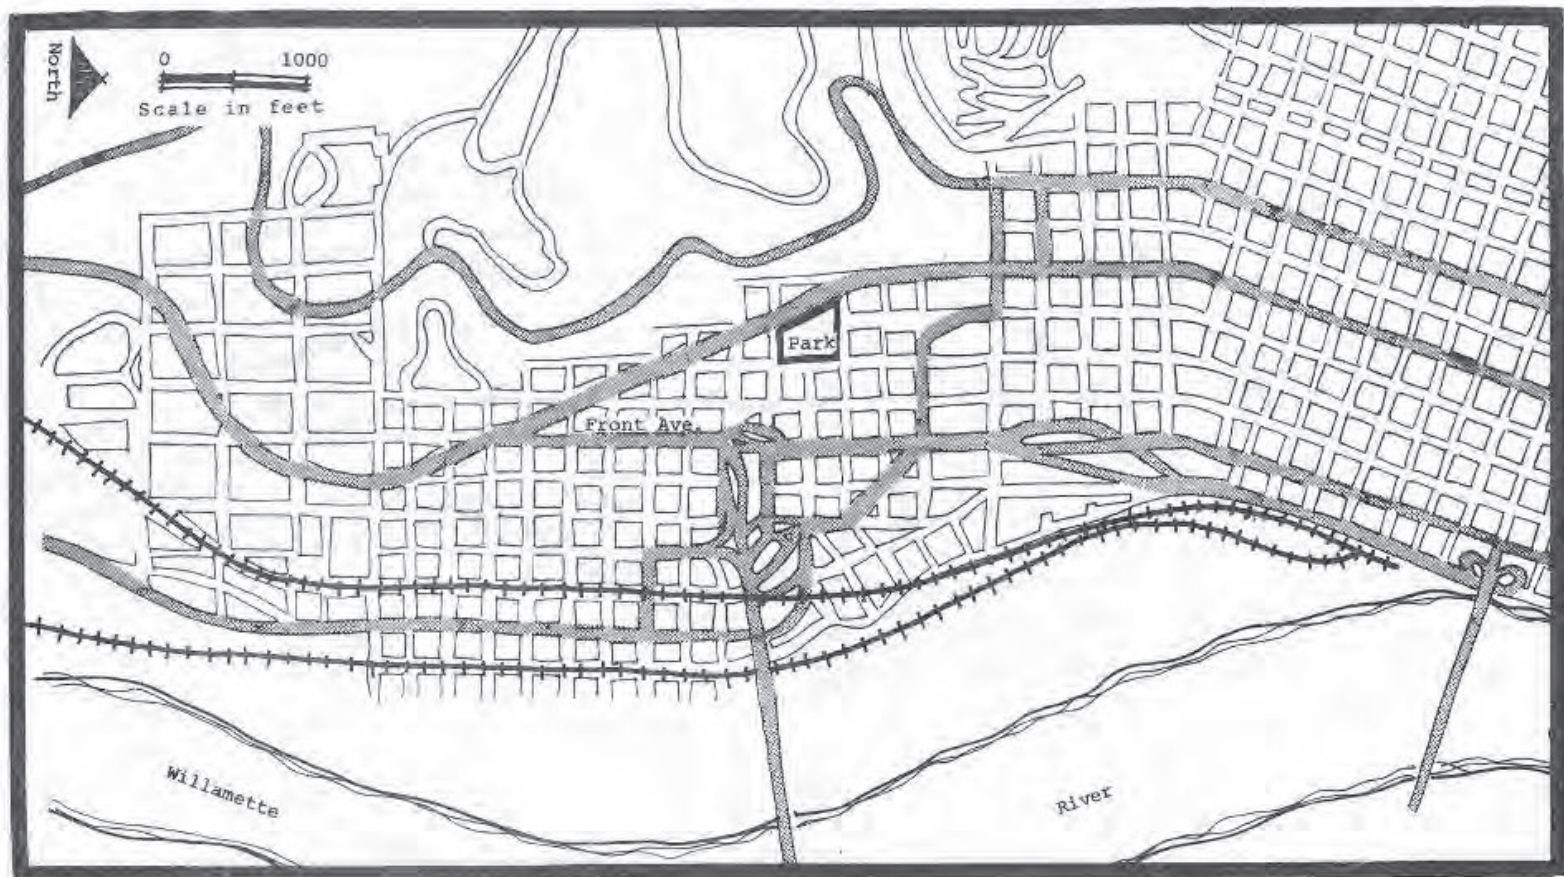 North
0 1000
Scale in feet
Park
Front Ave.
Willamette
River